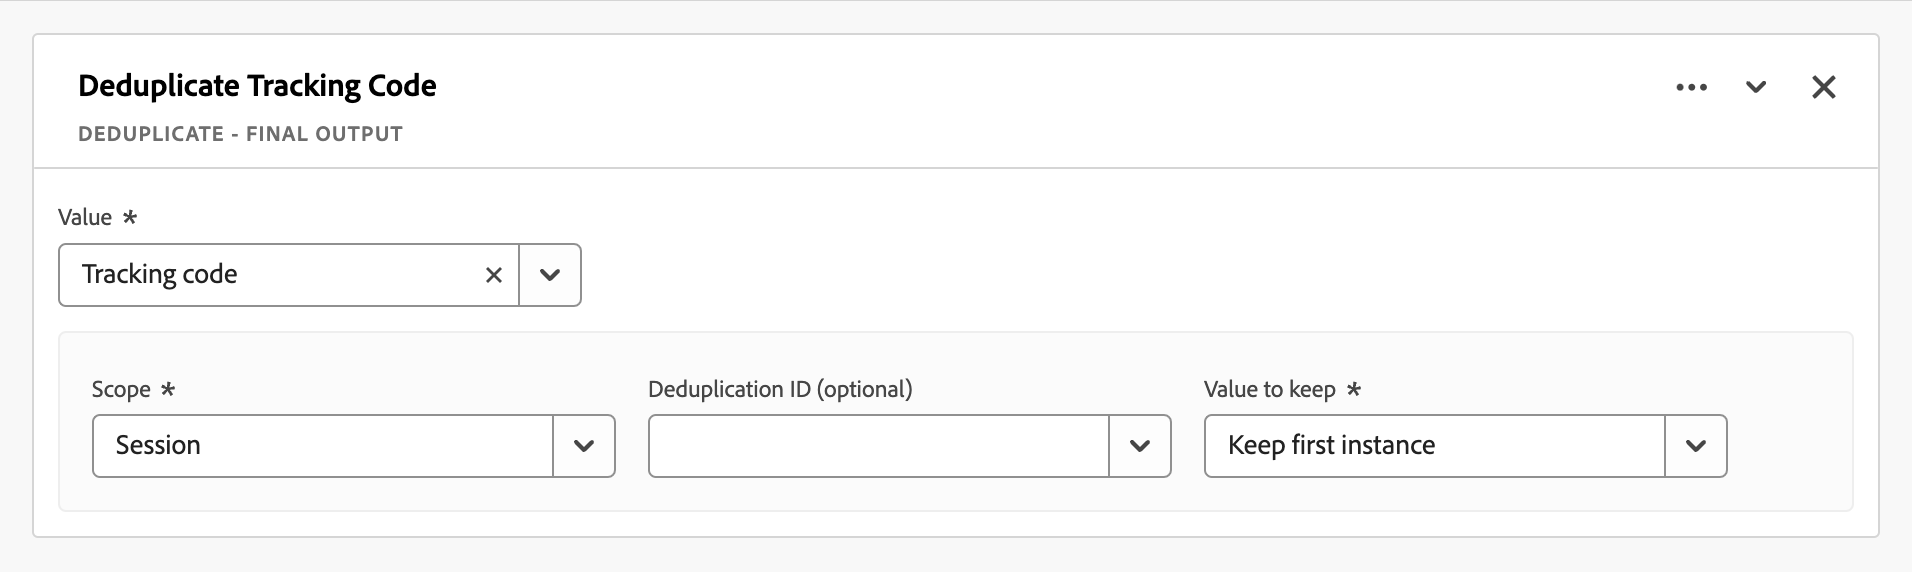 Deduplicate Tracking Code
DEDUPLICATE - FINAL OUTPUT
Value *
Tracking code
Scope * Deduplication ID (optional) Value to keep *
Session Keep first instance